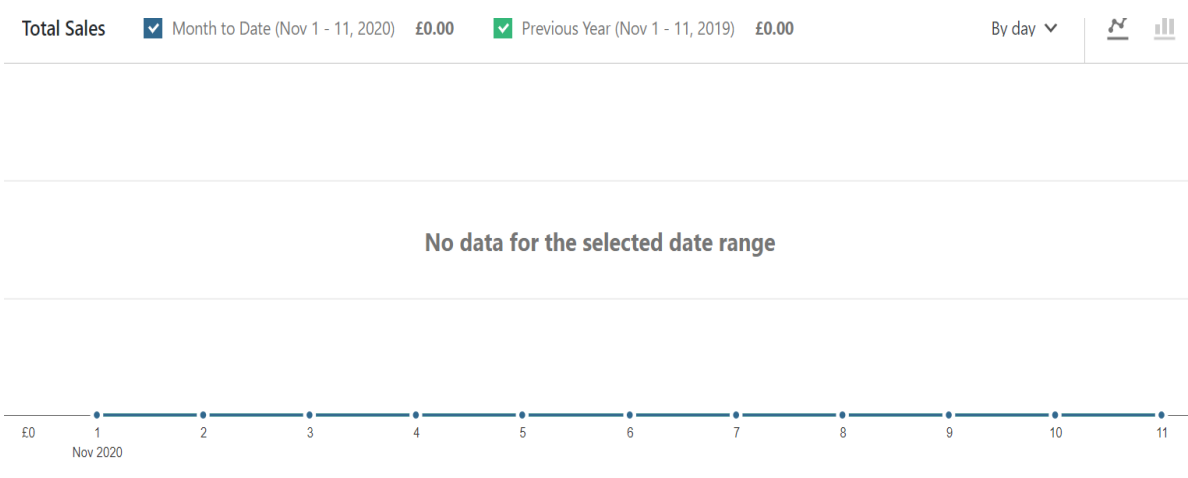 Total Sales Month to Date (Nov 1 - 11, 2020) £0.00 Previous Year (Nov 1 - 11, 2019) £0.00 By day
No data for the selected date range
£0 1 2 3 4 5 6 7 8 9 10 11
Nov 2020